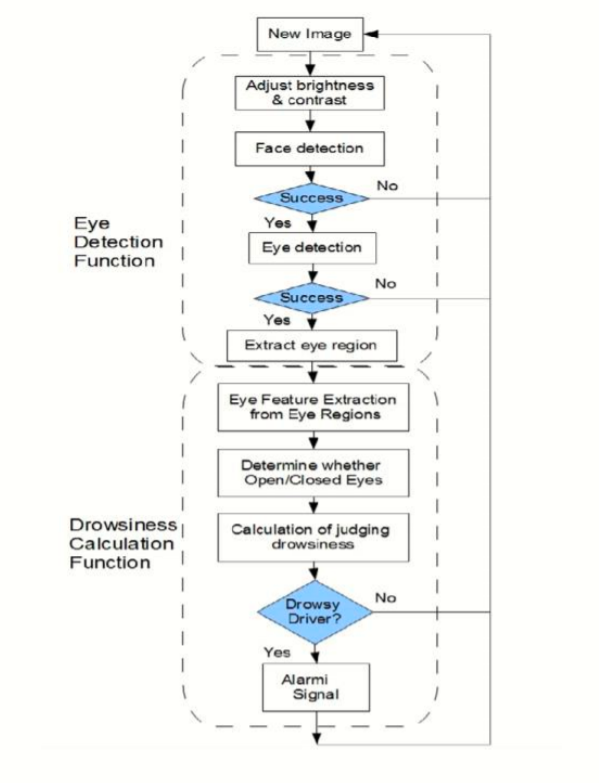 New Image
Adjust brightness
& contrast
Face detection
Success
No
Yes
Eye
Detection
Function
Eye detection
Success
No
Yes
Extract eye region
Eye Feature Extraction
from Eye Regions
Determine whether
Open/Closed Eyes
Drowsiness
Calculation
Function
Calculation of judging
drowsiness
Drowsy
Driver?
No
Yes
Alarmi
Signal